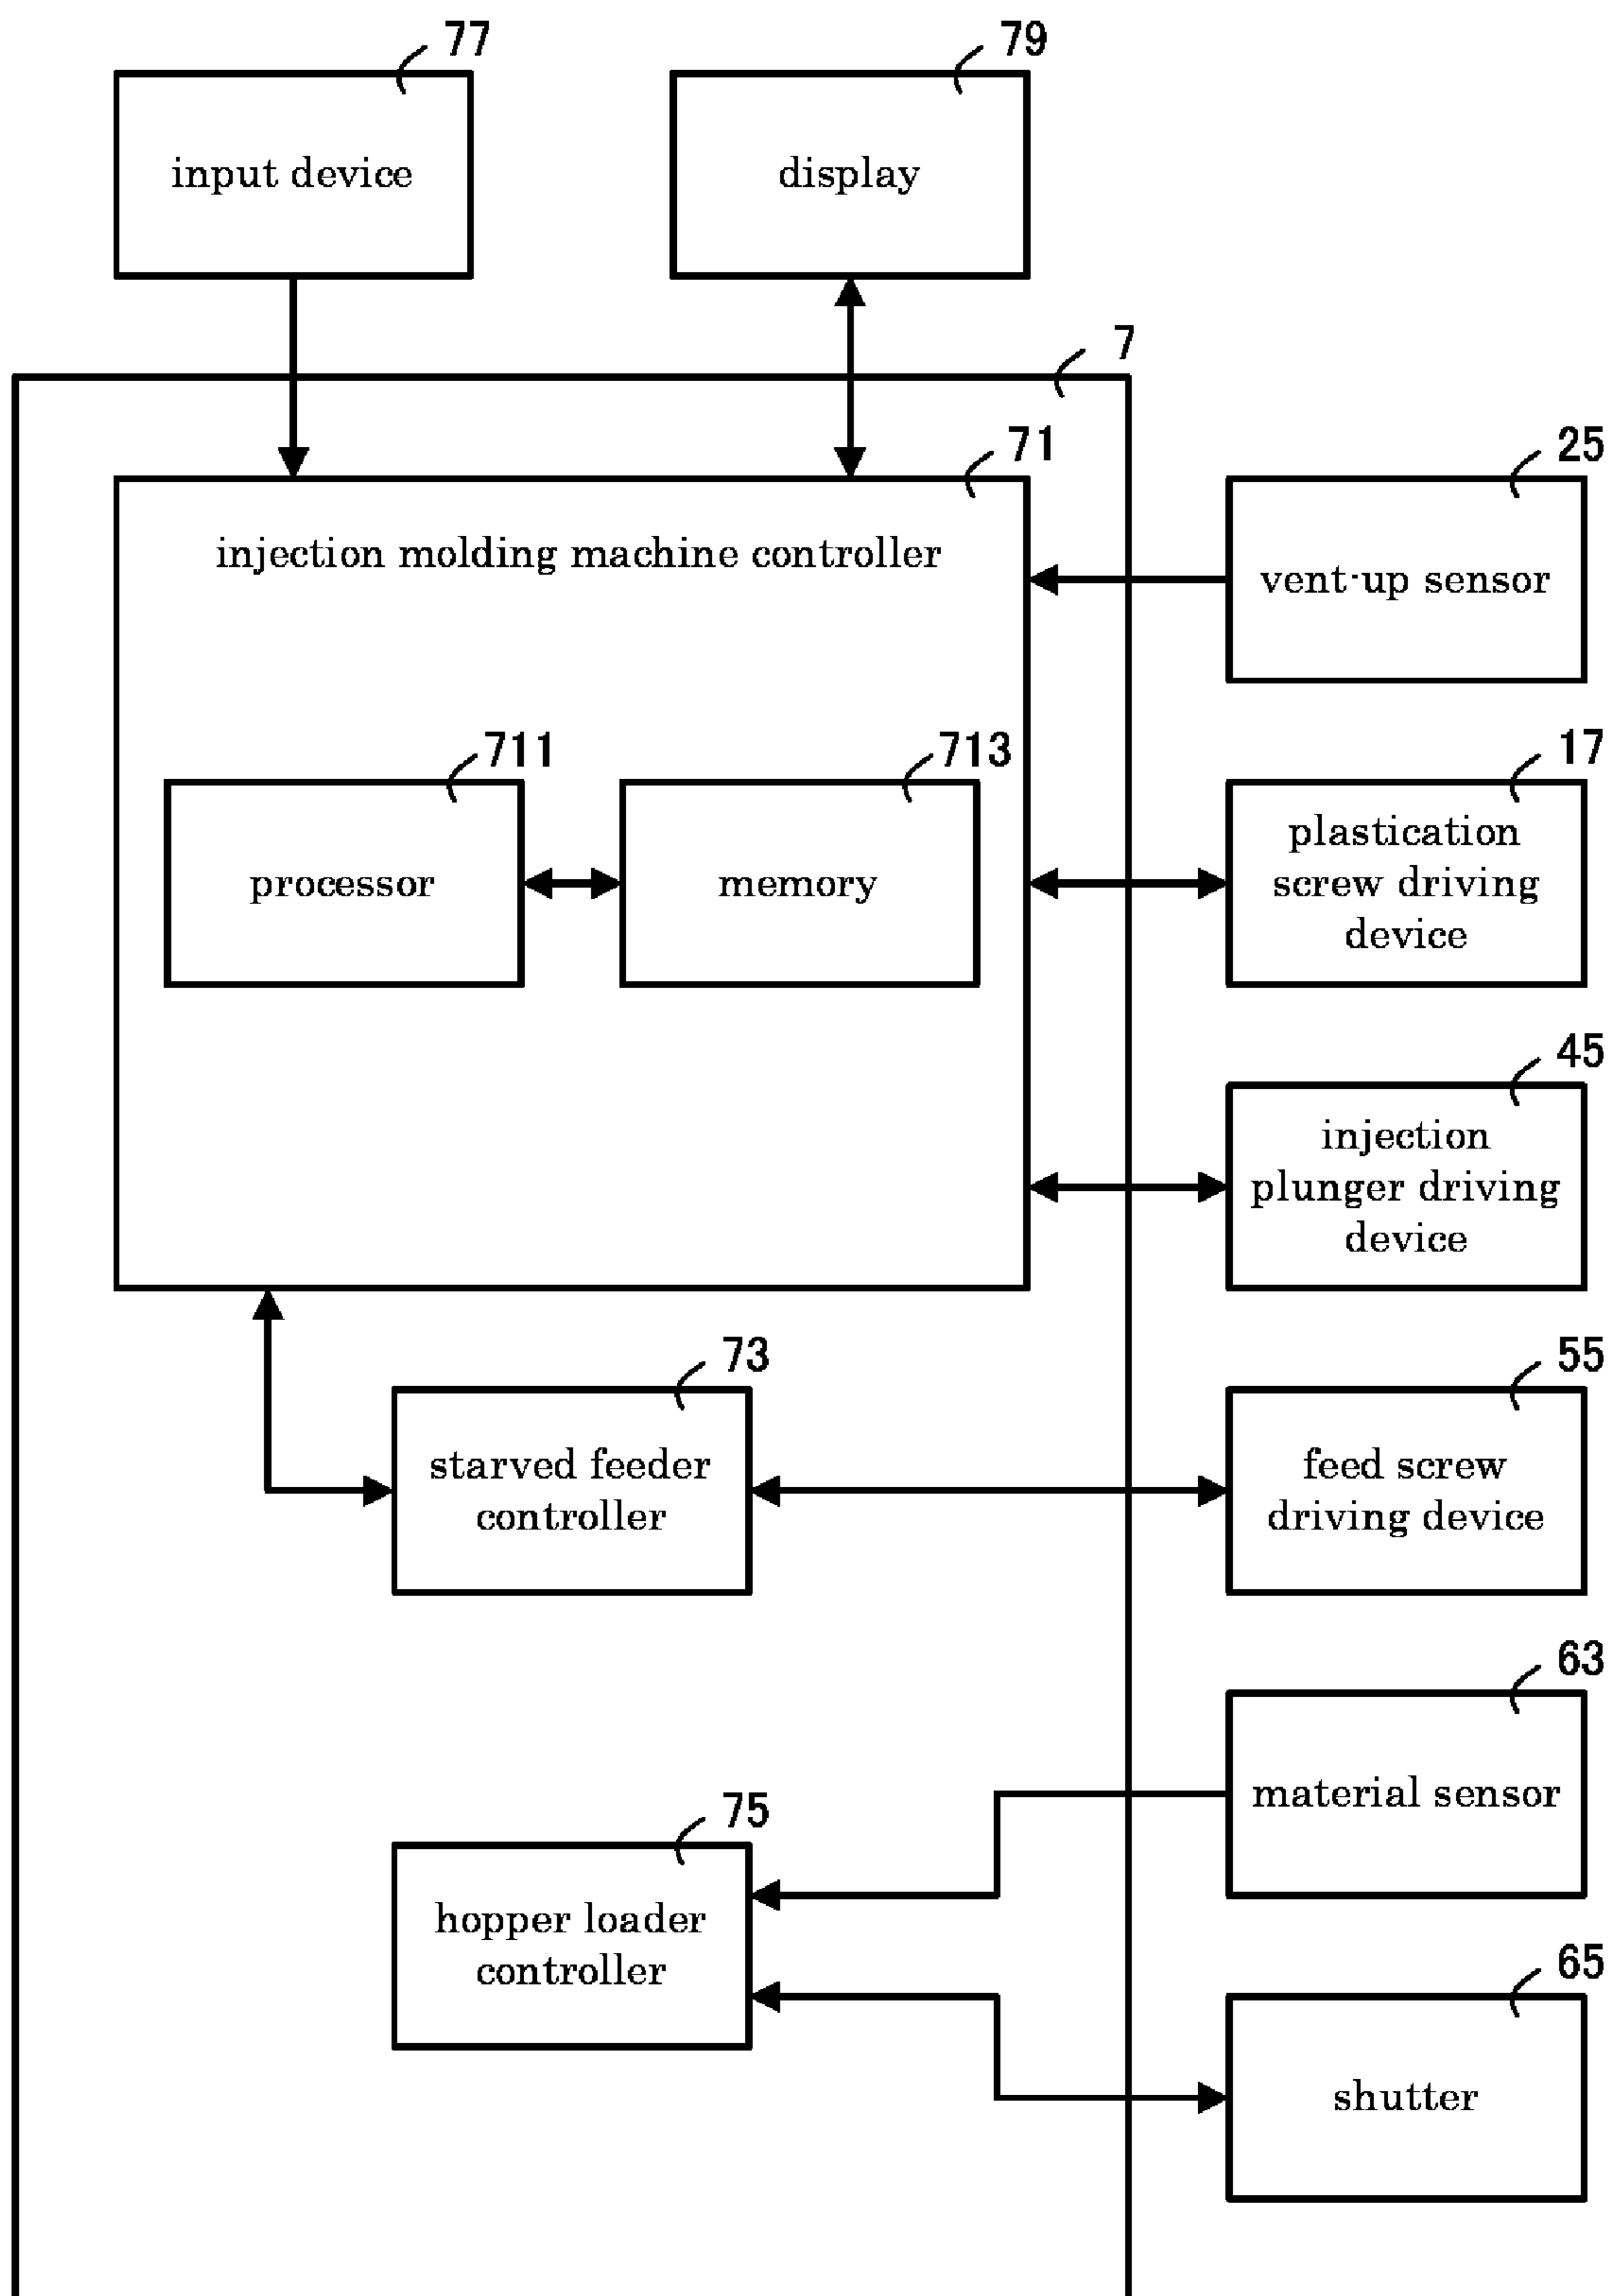 77
79
input device
display
7
71
25
injection molding machine controller
vent-up sensor
711
713
17
processor
memory
plastication
screw driving
device
45
injection
plunger driving
device
73
55
starved feeder
controller
feed screw
driving device
63
material sensor
75
hopper loader
controller
65
shutter